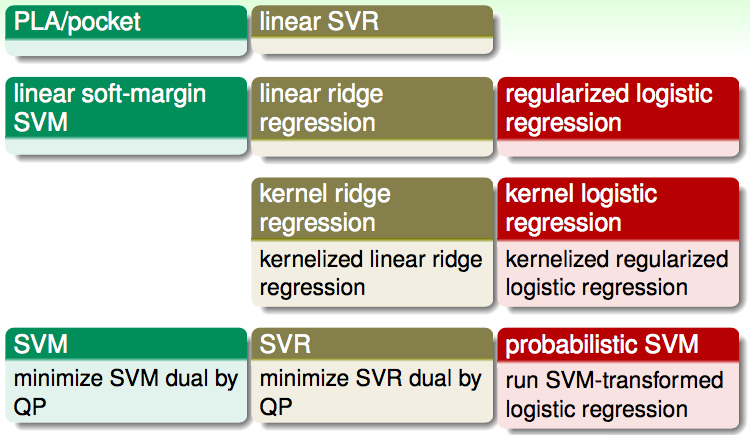 PLA/pocket
linear SVR
linear soft-margin
SVM
linear ridge
regression
regularized logistic
regression
kernel ridge
regression
kernelized linear ridge
regression
kernel logistic
regression
kernelized regularized
logistic regression
SVM
minimize SVM dual by
QP
SVR
minimize SVR dual by
QP
probabilistic SVM
run SVM-transformed
logistic regression